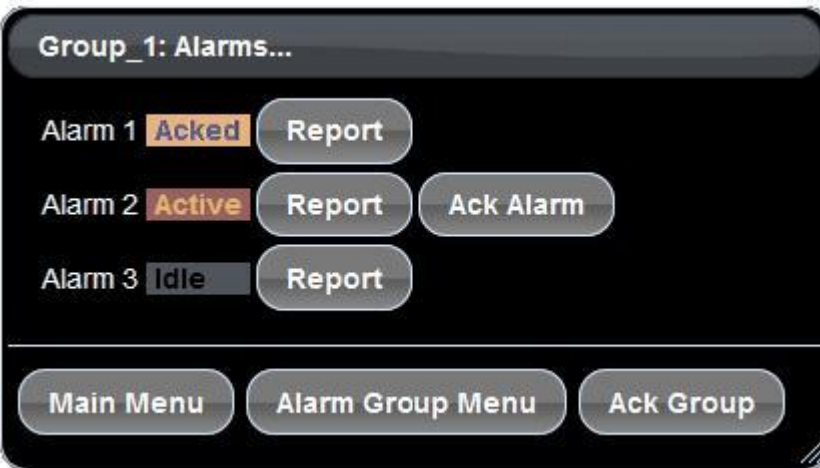 Group_1: Alarms...
Alarm 1 Acked Report
Alarm 2 Active Report Ack Alarm
Alarm 3 Idle Report
Main Menu Alarm Group Menu Ack Group